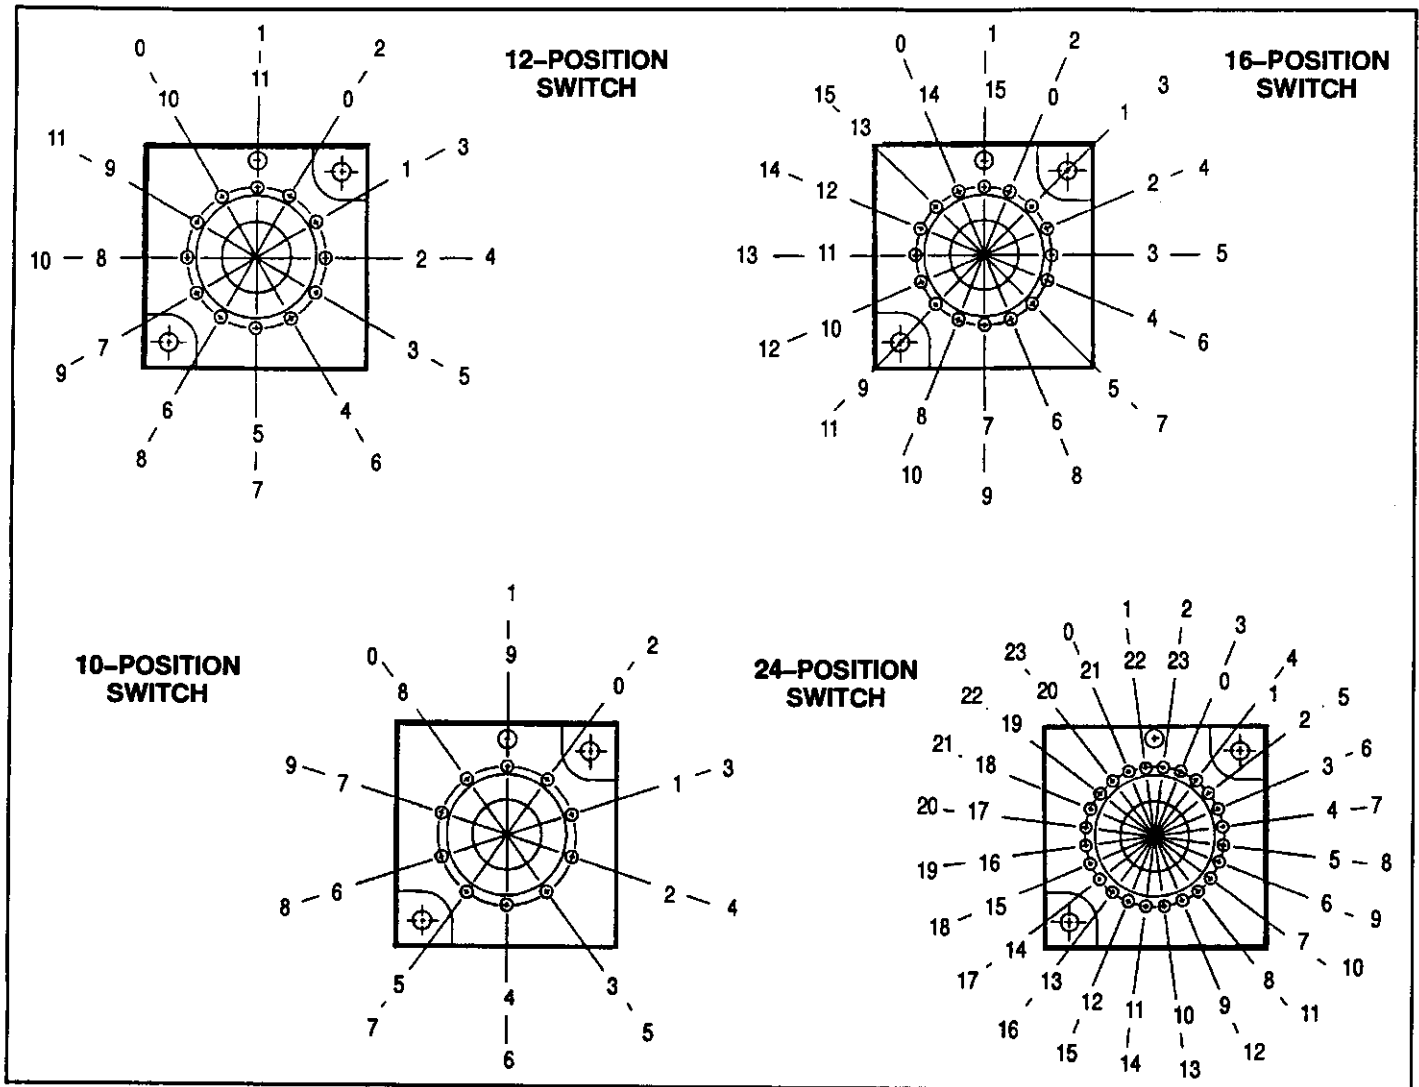 12–POSITION
SWITCH
0 1 2
10 11 0
11 9 1 3
10 8 2 4
9 7 3 5
6 4
8 5 6
7
16–POSITION
SWITCH
0 1 2 3
15 14 15 0 1
13
14 12 2 4
13 11 3 5
12 10 4 6
9 5
11 8 7 6 7
10 9 8
10–POSITION
SWITCH
1
0 9 2
8 0
9 7 1 3
8 6 2 4
5 4 3
7 6 5
24–POSITION
SWITCH
0 1 2 3
23 21 22 23 0 4
22 20 1 5
19 2
21 18 3 6
20 17 4 7
19 16 5 8
18 15 6 9
17 14 7 10
16 13 8 11
12 11 10 9
15 14 13 12